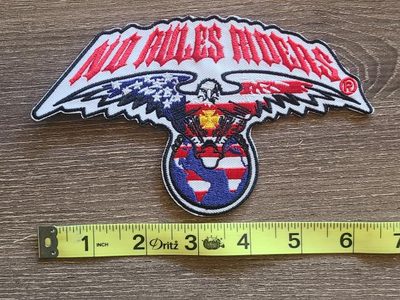 NO RULES RIDERS
®
1 INCH 2 Dritz 3 4 5 6 7